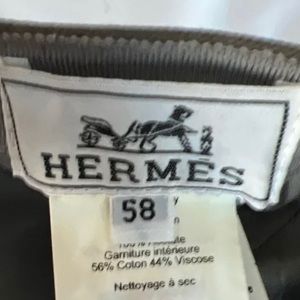 HERMÈS
58
y
n
100%
Garniture intérieure
56% Coton 44% Viscose
Nettoyage à sec